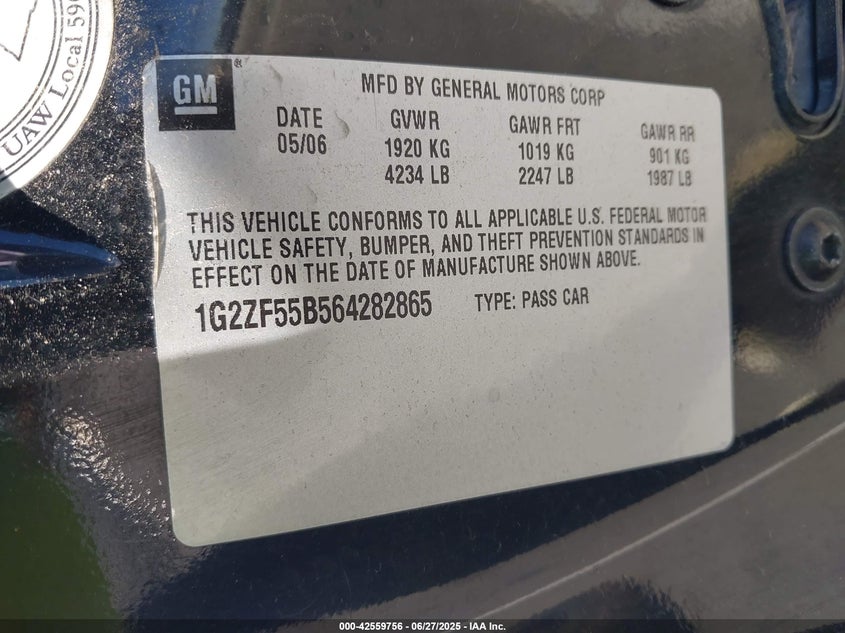 UAW Local 596
GM ®
MFD BY GENERAL MOTORS CORP
DATE GVWR GAWR FRT GAWR RR
05/06 1920 KG 1019 KG 901 KG
4234 LB 2247 LB 1987 LB
THIS VEHICLE CONFORMS TO ALL APPLICABLE U.S. FEDERAL MOTOR
VEHICLE SAFETY, BUMPER, AND THEFT PREVENTION STANDARDS IN
EFFECT ON THE DATE OF MANUFACTURE SHOWN ABOVE.
1G2ZF55B564282865 TYPE: PASS CAR
000-42559756 - 06/27/2025 - IAA Inc.